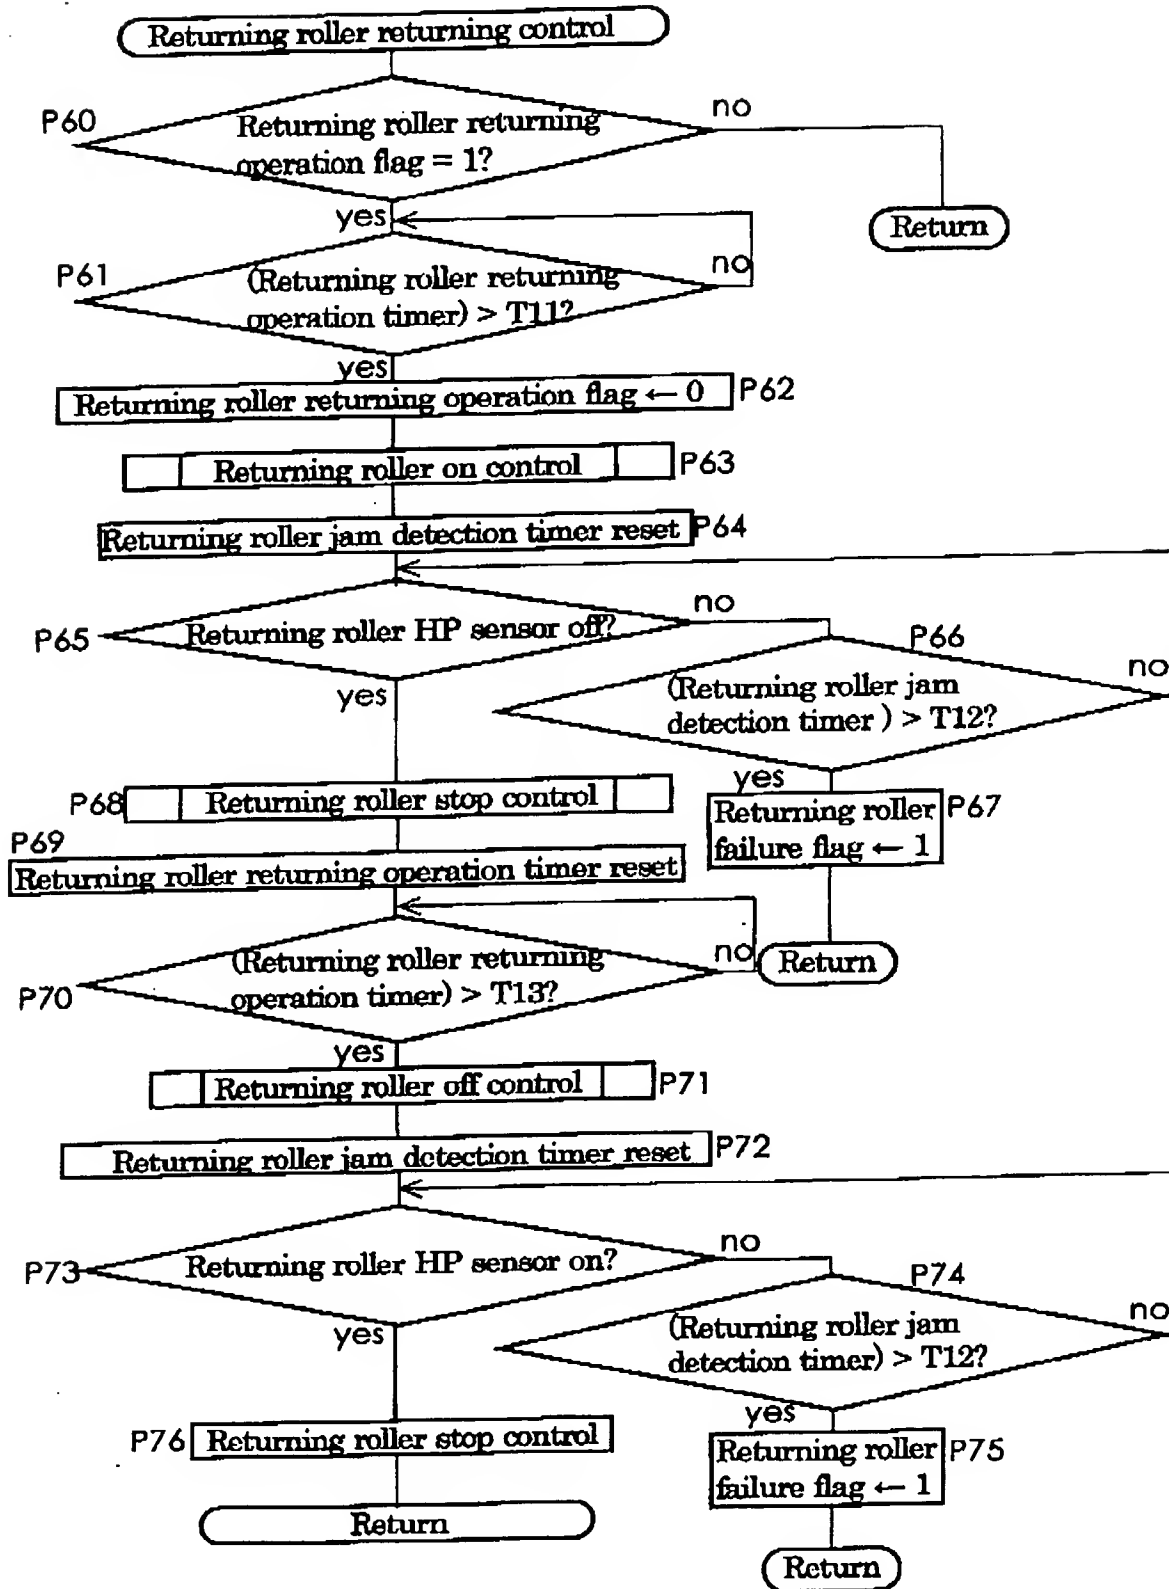 Returning roller returning control
P60
Returning roller returning
operation flag = 1?
no
Return
yes
P61
(Returning roller returning
operation timer) > T11?
no
yes
Returning roller returning operation flag ← 0
P62
Returning roller on control
P63
Returning roller jam detection timer reset
P64
P65
Returning roller HP sensor off?
no
yes
P66
(Returning roller jam
detection timer ) > T12?
no
yes
P67
Returning roller
failure flag ← 1
Return
P68
Returning roller stop control
P69
Returning roller returning operation timer reset
P70
(Returning roller returning
operation timer) > T13?
no
yes
Returning roller off control
P71
Returning roller jam detection timer reset
P72
P73
Returning roller HP sensor on?
no
yes
P74
(Returning roller jam
detection timer) > T12?
no
yes
P75
Returning roller
failure flag ← 1
Return
P76
Returning roller stop control
Return